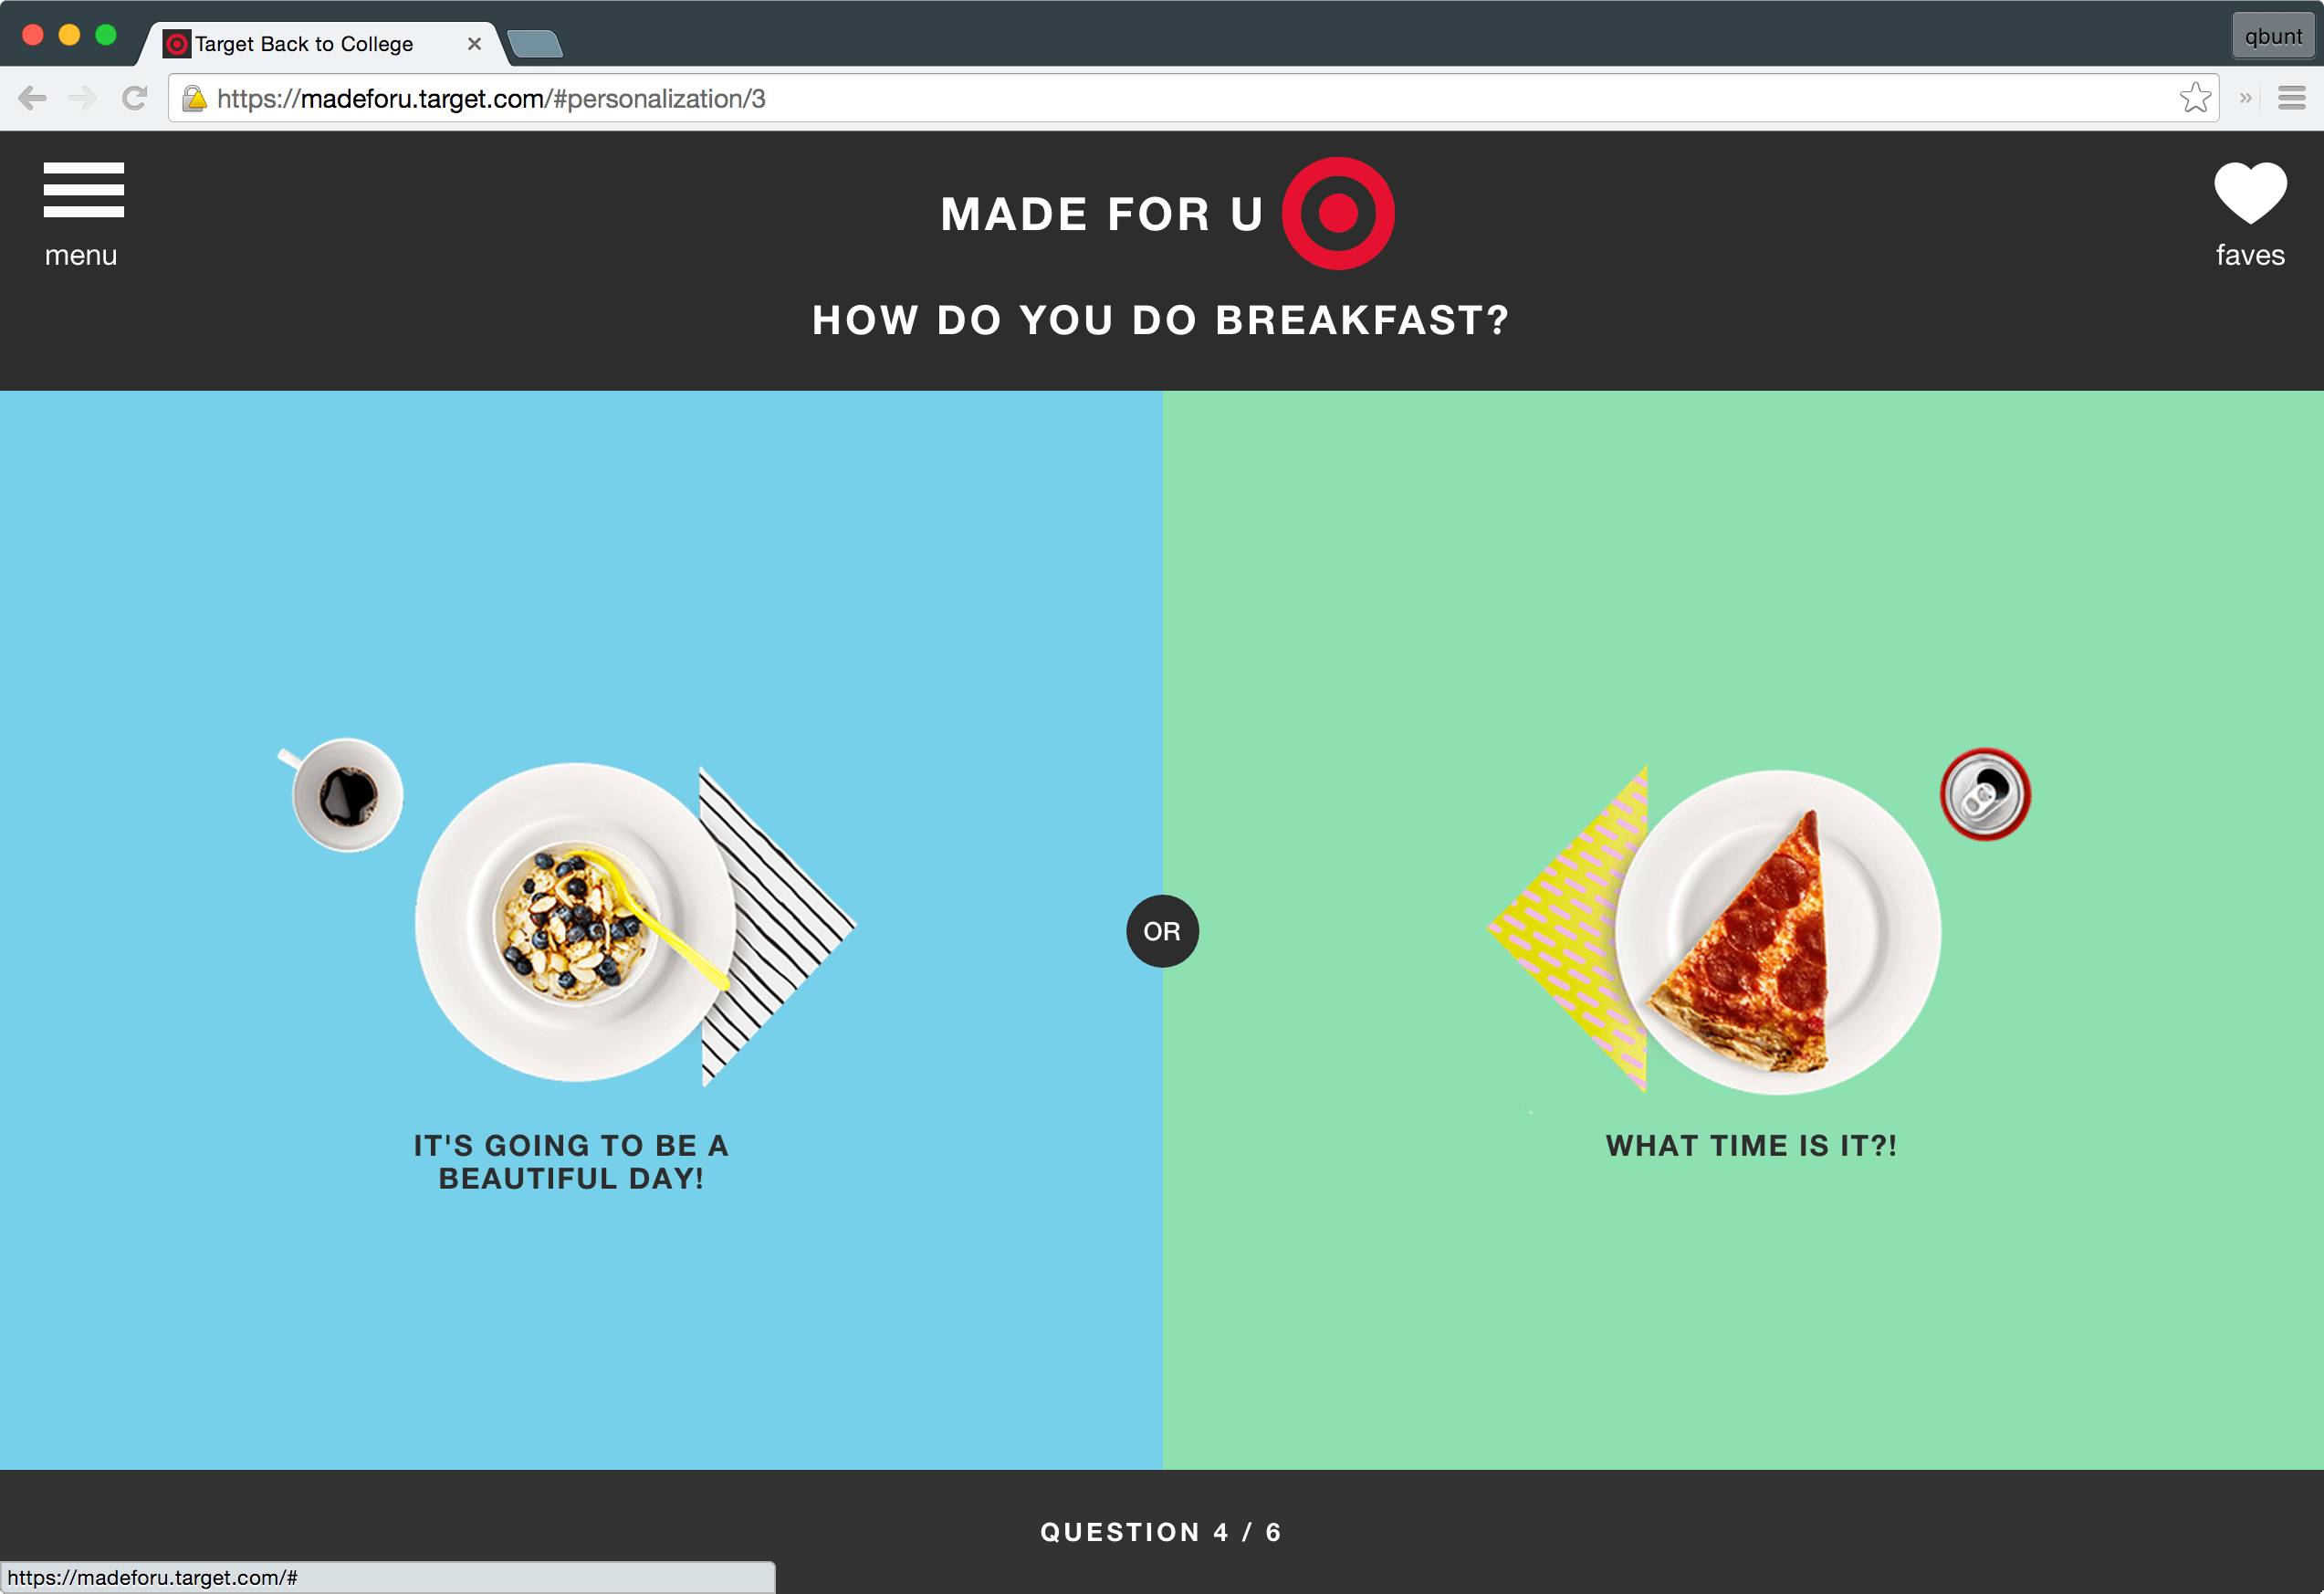 Target Back to College
qbunt
https://madeforu.target.com/#personalization/3
MADE FOR U
menu
faves
HOW DO YOU DO BREAKFAST?
OR
IT'S GOING TO BE A
BEAUTIFUL DAY!
WHAT TIME IS IT?!
QUESTION 4 / 6
https://madeforu.target.com/#